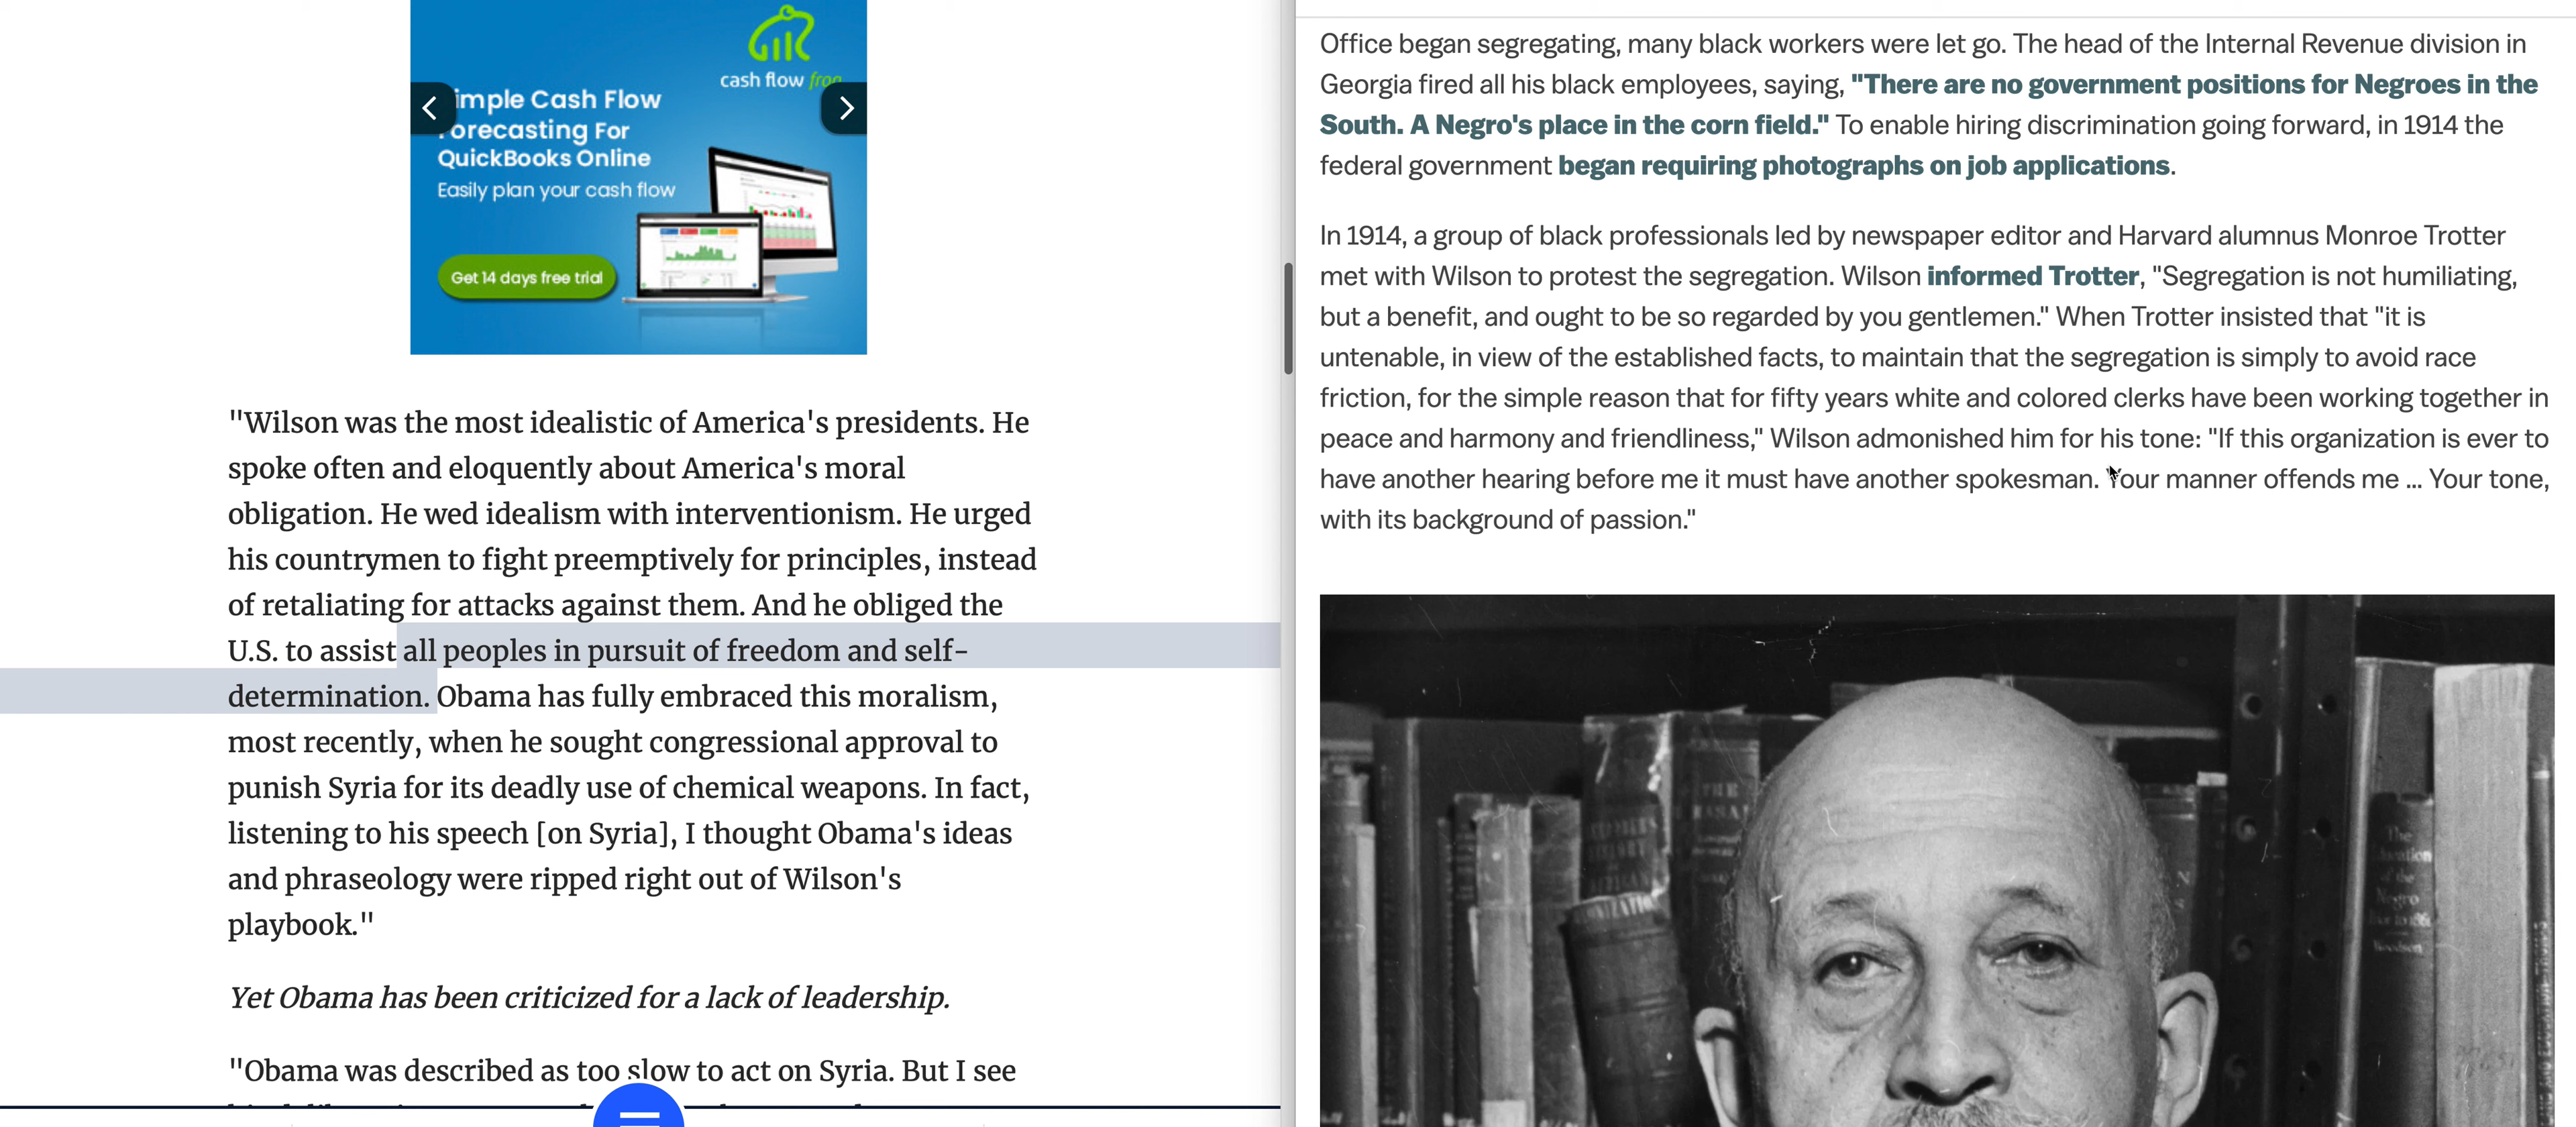 cash flow frog
imple Cash Flow
orecasting For
QuickBooks Online
Easily plan your cash flow
Get 14 days free trial
"Wilson was the most idealistic of America's presidents. He
spoke often and eloquently about America's moral
obligation. He wed idealism with interventionism. He urged
his countrymen to fight preemptively for principles, instead
of retaliating for attacks against them. And he obliged the
U.S. to assist all peoples in pursuit of freedom and self-
determination. Obama has fully embraced this moralism,
most recently, when he sought congressional approval to
punish Syria for its deadly use of chemical weapons. In fact,
listening to his speech [on Syria], I thought Obama's ideas
and phraseology were ripped right out of Wilson's
playbook."
Yet Obama has been criticized for a lack of leadership.
"Obama was described as too slow to act on Syria. But I see
Office began segregating, many black workers were let go. The head of the Internal Revenue division in
Georgia fired all his black employees, saying, "There are no government positions for Negroes in the
South. A Negro's place in the corn field." To enable hiring discrimination going forward, in 1914 the
federal government began requiring photographs on job applications.
In 1914, a group of black professionals led by newspaper editor and Harvard alumnus Monroe Trotter
met with Wilson to protest the segregation. Wilson informed Trotter, "Segregation is not humiliating,
but a benefit, and ought to be so regarded by you gentlemen." When Trotter insisted that "it is
untenable, in view of the established facts, to maintain that the segregation is simply to avoid race
friction, for the simple reason that for fifty years white and colored clerks have been working together in
peace and harmony and friendliness," Wilson admonished him for his tone: "If this organization is ever to
have another hearing before me it must have another spokesman. Your manner offends me ... Your tone,
with its background of passion."
The
of the
Negro
Woodson